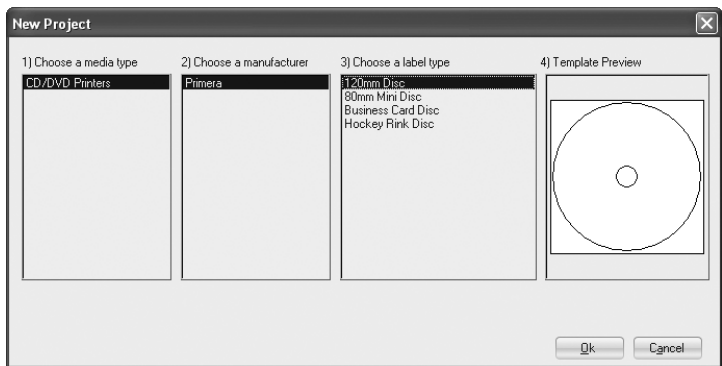 New Project
1) Choose a media type
CD/DVD Printers
2) Choose a manufacturer
Primera
3) Choose a label type
120mm Disc
80mm Mini Disc
Business Card Disc
Hockey Rink Disc
4) Template Preview
Ok
Cancel